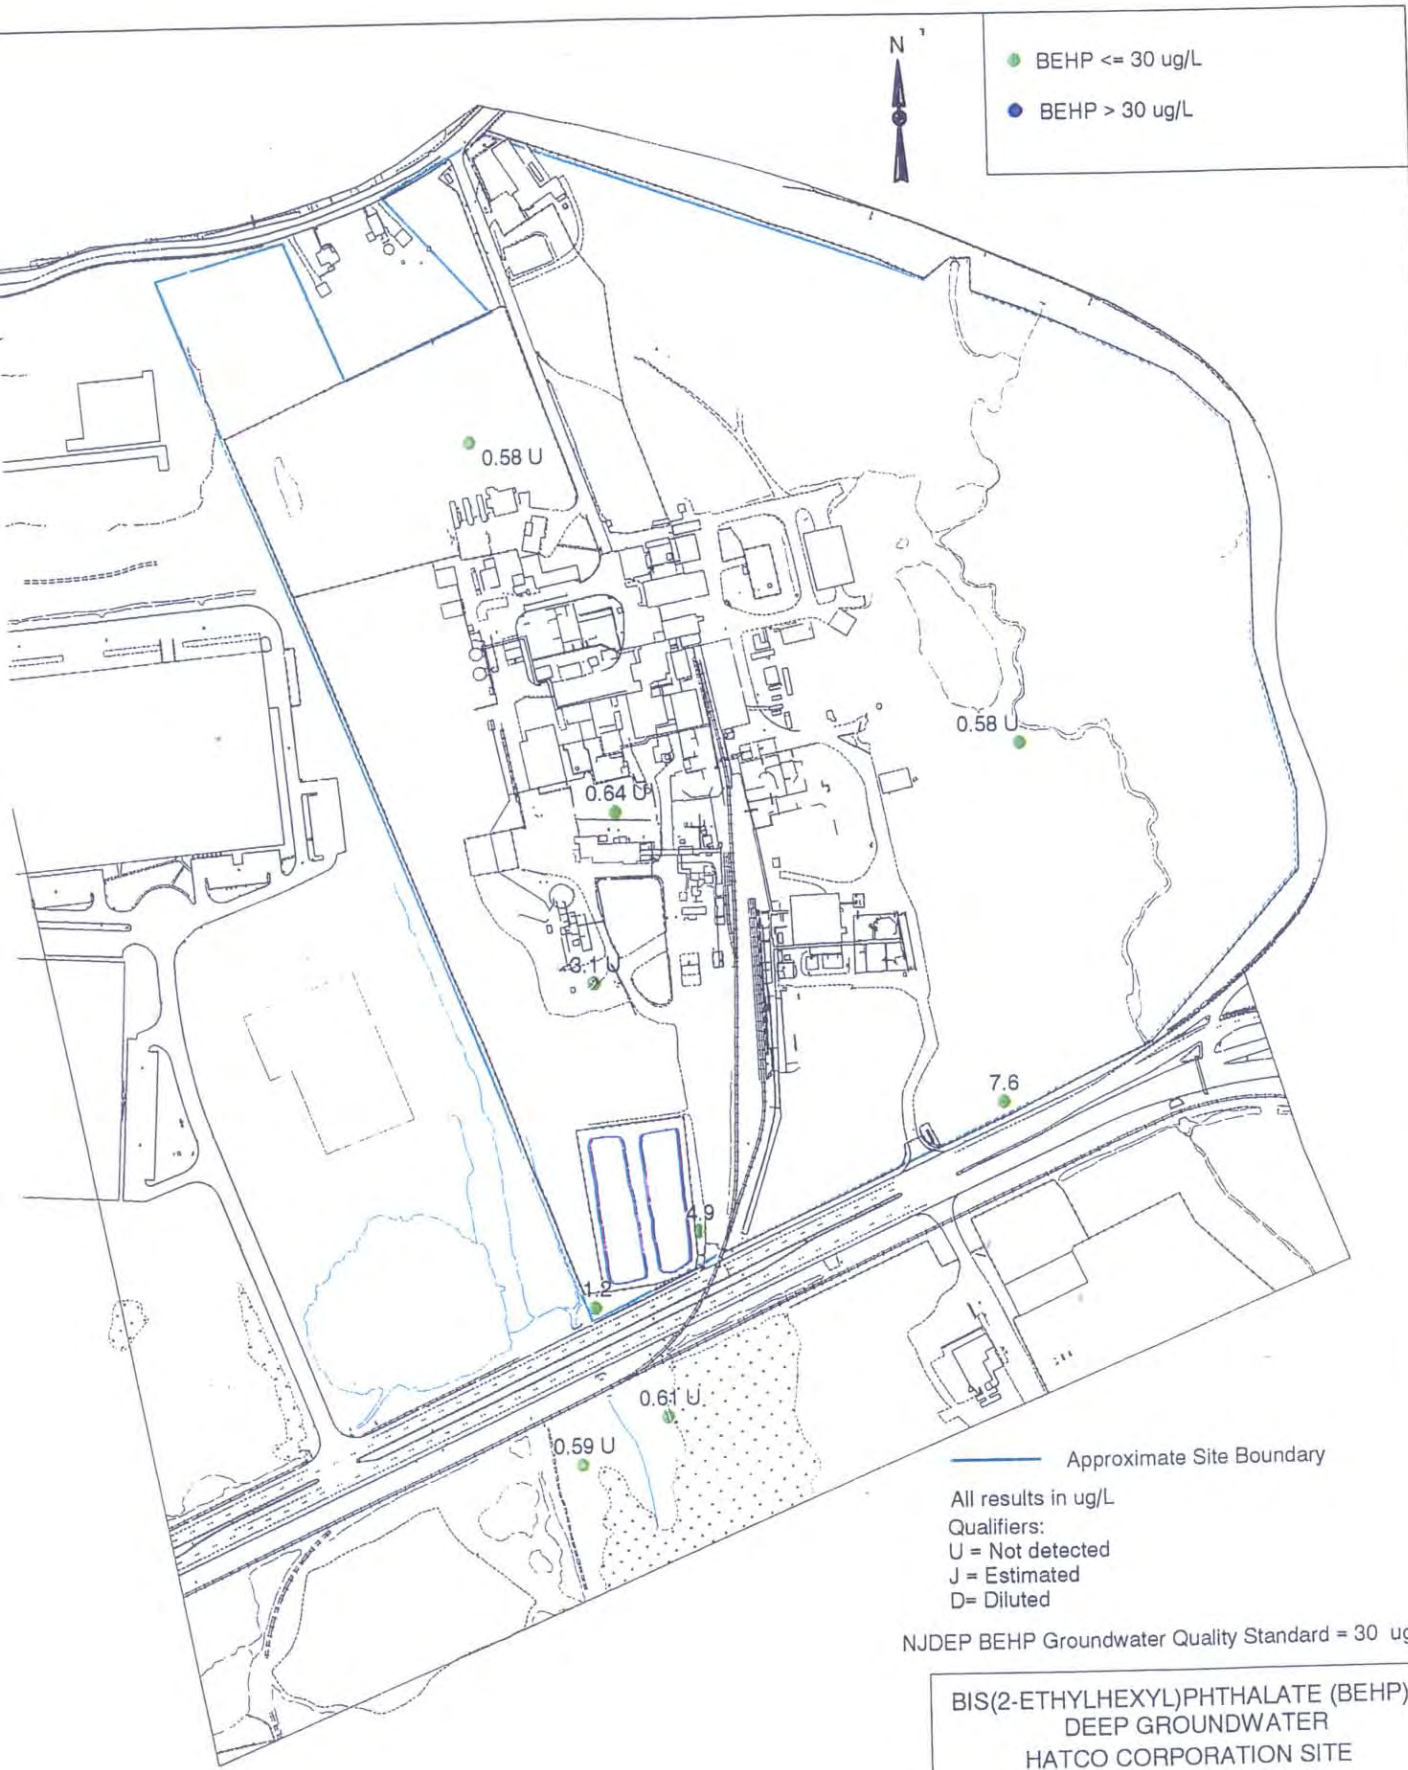 N
BEHP <= 30 ug/L
BEHP > 30 ug/L
0.58 U
0.58 U
0.64 U
3.1 U
7.6
4.9
1.2
0.61 U
0.59 U
Approximate Site Boundary
All results in ug/L
Qualifiers:
U = Not detected
J = Estimated
D= Diluted
NJDEP BEHP Groundwater Quality Standard = 30 ug
BIS(2-ETHYLHEXYL)PHTHALATE (BEHP)
DEEP GROUNDWATER
HATCO CORPORATION SITE